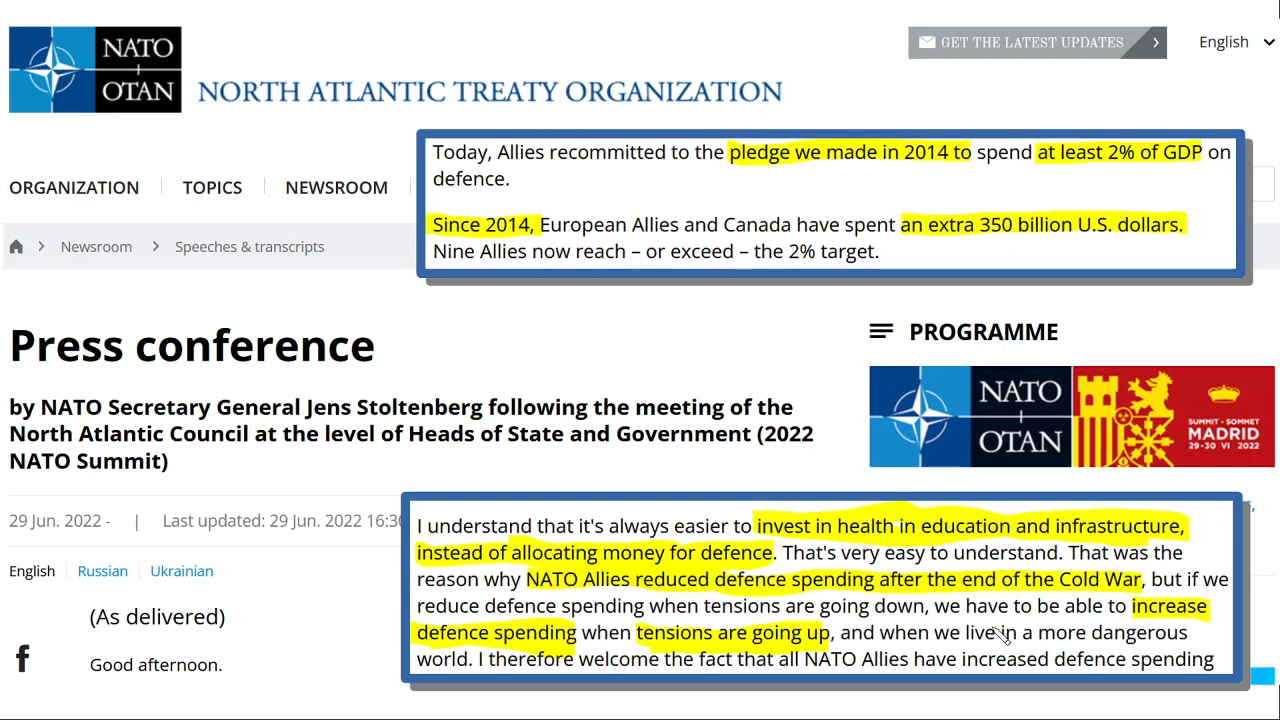 NATO
OTAN
NORTH ATLANTIC TREATY ORGANIZATION
GET THE LATEST UPDATES
English
ORGANIZATION
TOPICS
NEWSROOM
Today, Allies recommitted to the pledge we made in 2014 to spend at least 2% of GDP on
defence.
Since 2014, European Allies and Canada have spent an extra 350 billion U.S. dollars.
Nine Allies now reach – or exceed – the 2% target.
Newsroom
Speeches & transcripts
Press conference
by NATO Secretary General Jens Stoltenberg following the meeting of the
North Atlantic Council at the level of Heads of State and Government (2022
NATO Summit)
PROGRAMME
NATO
OTAN
SUMMIT - SOMMET
MADRID
29-30 VI 2022
29 Jun. 2022 - | Last updated: 29 Jun. 2022 16:30
English
Russian
Ukrainian
(As delivered)
Good afternoon.
I understand that it's always easier to invest in health in education and infrastructure,
instead of allocating money for defence. That's very easy to understand. That was the
reason why NATO Allies reduced defence spending after the end of the Cold War, but if we
reduce defence spending when tensions are going down, we have to be able to increase
defence spending when tensions are going up, and when we live in a more dangerous
world. I therefore welcome the fact that all NATO Allies have increased defence spending